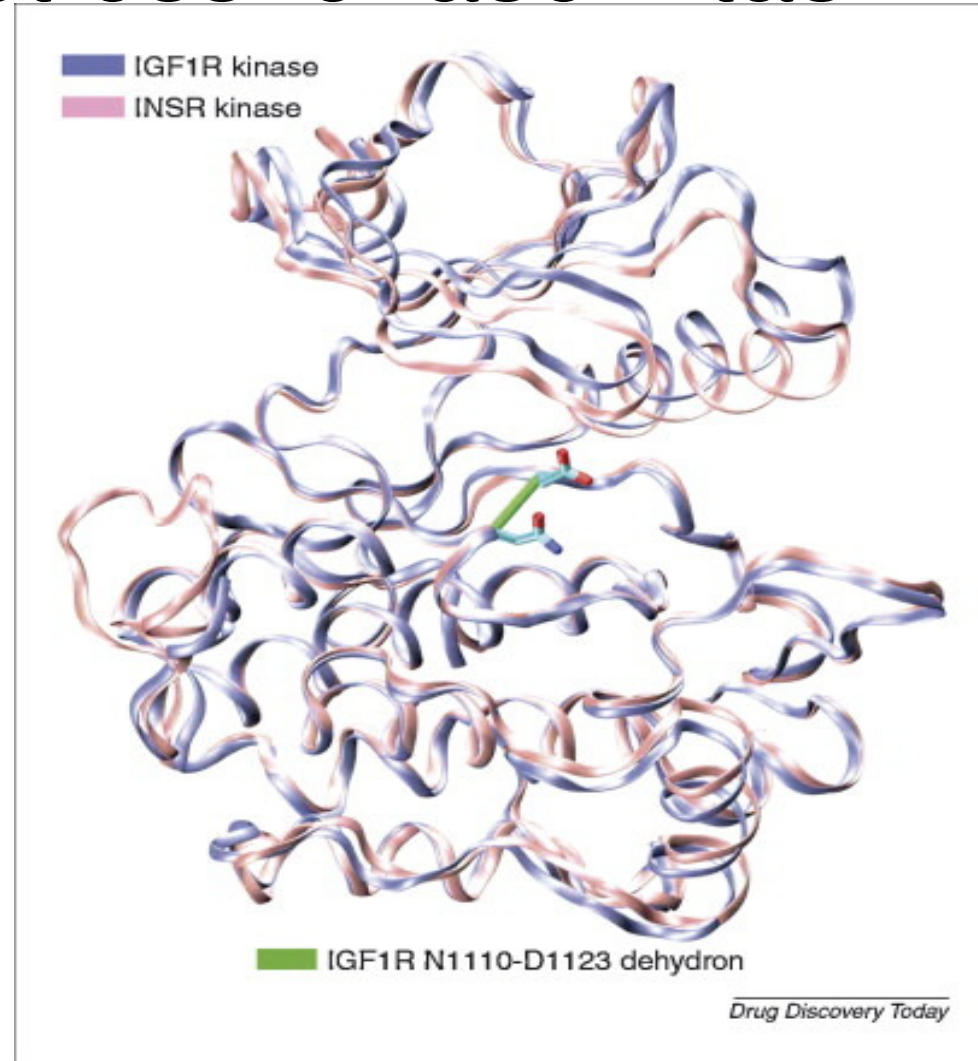 IGF1R kinase
INSR kinase
IGF1R N1110-D1123 dehydron
Drug Discovery Today